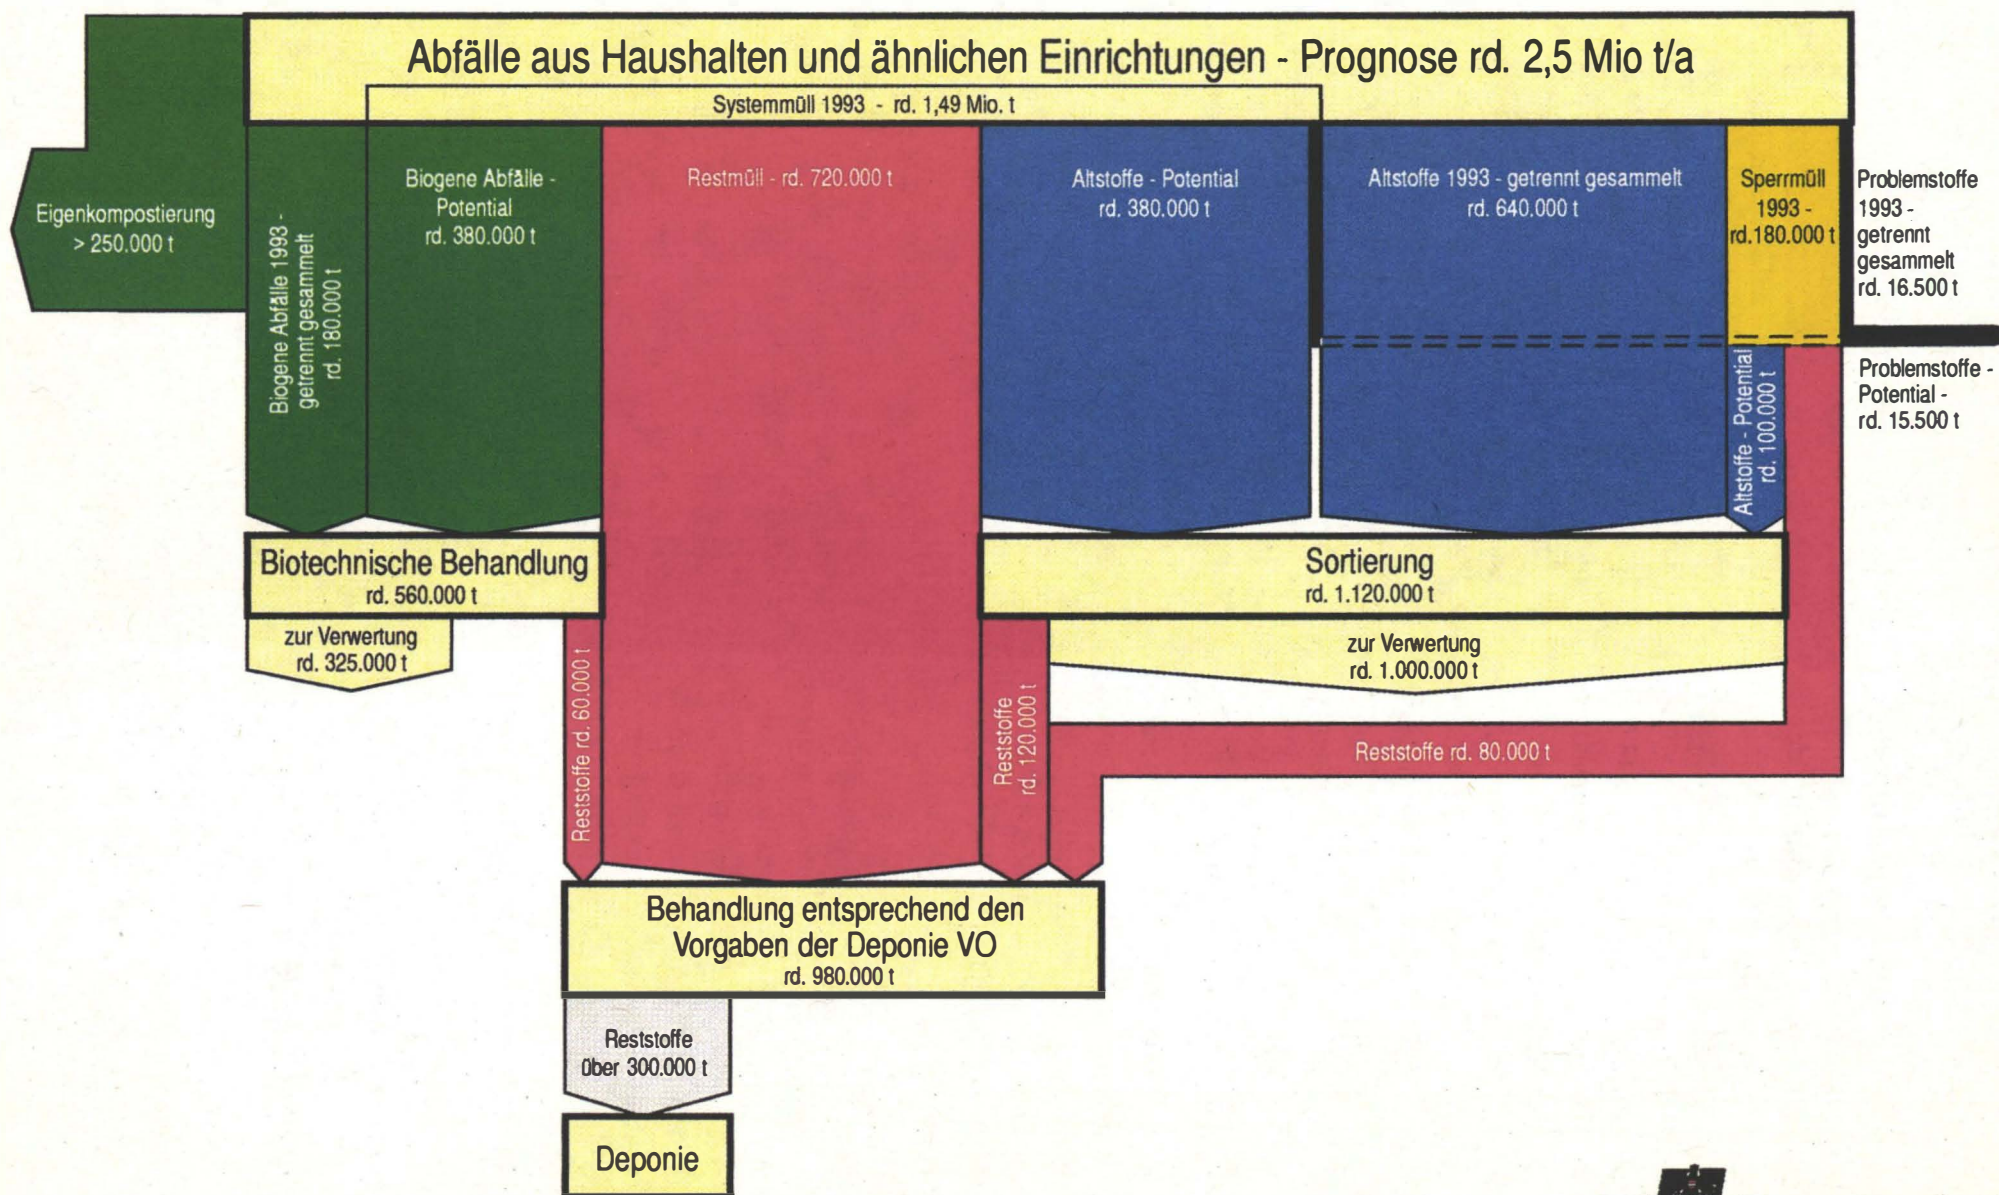 Abfälle aus Haushalten und ähnlichen Einrichtungen - Prognose rd. 2,5 Mio t/a
Systemmüll 1993 - rd. 1,49 Mio. t
Eigenkompostierung
> 250.000 t
Biogene Abfälle 1993 -
getrennt gesammelt
rd. 180.000 t
Biogene Abfälle -
Potential
rd. 380.000 t
Restmüll - rd. 720.000 t
Altstoffe - Potential
rd. 380.000 t
Altstoffe 1993 - getrennt gesammelt
rd. 640.000 t
Sperrmüll
1993 -
rd.180.000 t
Problemstoffe
1993 -
getrennt
gesammelt
rd. 16.500 t
Problemstoffe -
Potential -
rd. 15.500 t
Altstoffe - Potential
rd. 100.000 t
Biotechnische Behandlung
rd. 560.000 t
Sortierung
rd. 1.120.000 t
zur Verwertung
rd. 325.000 t
Reststoffe rd. 60.000 t
Reststoffe
rd. 120.000 t
zur Verwertung
rd. 1.000.000 t
Reststoffe rd. 80.000 t
Behandlung entsprechend den
Vorgaben der Deponie VO
rd. 980.000 t
Reststoffe
über 300.000 t
Deponie